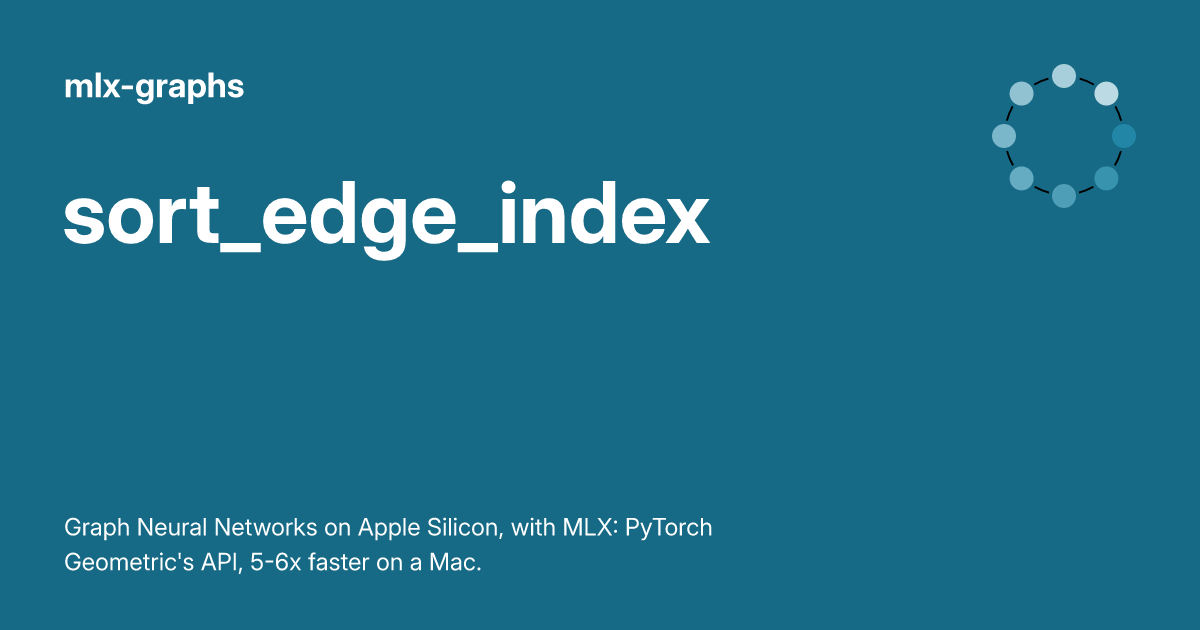 mlx-graphs
sort_edge_index
Graph Neural Networks on Apple Silicon, with MLX: PyTorch
Geometric's API, 5-6x faster on a Mac.